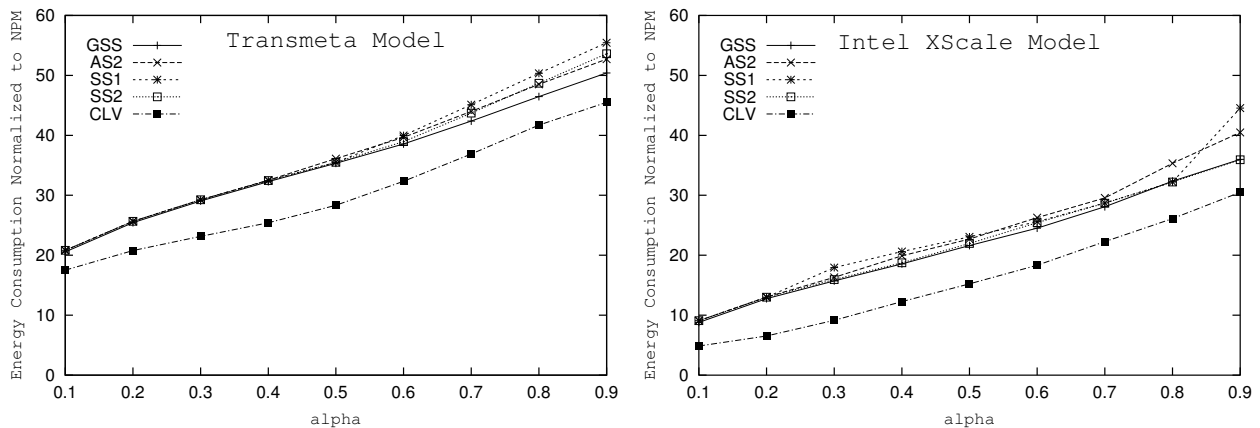 Energy Consumption Normalized to NPM
60
50
40
30
20
10
0
Transmeta Model
GSS
AS2
SS1
SS2
CLV
0.1 0.2 0.3 0.4 0.5 0.6 0.7 0.8 0.9
alpha
Energy Consumption Normalized to NPM
60
50
40
30
20
10
0
Intel XScale Model
GSS
AS2
SS1
SS2
CLV
0.1 0.2 0.3 0.4 0.5 0.6 0.7 0.8 0.9
alpha